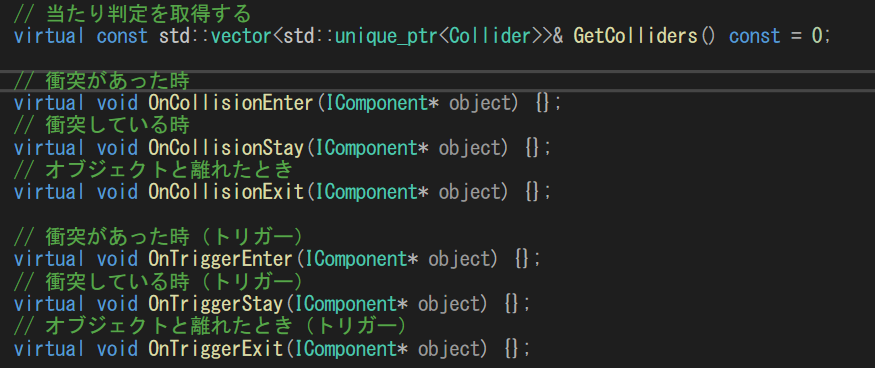 // 当たり判定を取得する
virtual const std::vector<std::unique_ptr<Collider>>& GetColliders() const = 0;
// 衝突があった時
virtual void OnCollisionEnter(IComponent* object) {};
// 衝突している時
virtual void OnCollisionStay(IComponent* object) {};
// オブジェクトと離れたとき
virtual void OnCollisionExit(IComponent* object) {};
// 衝突があった時（トリガー）
virtual void OnTriggerEnter(IComponent* object) {};
// 衝突している時（トリガー）
virtual void OnTriggerStay(IComponent* object) {};
// オブジェクトと離れたとき（トリガー）
virtual void OnTriggerExit(IComponent* object) {};